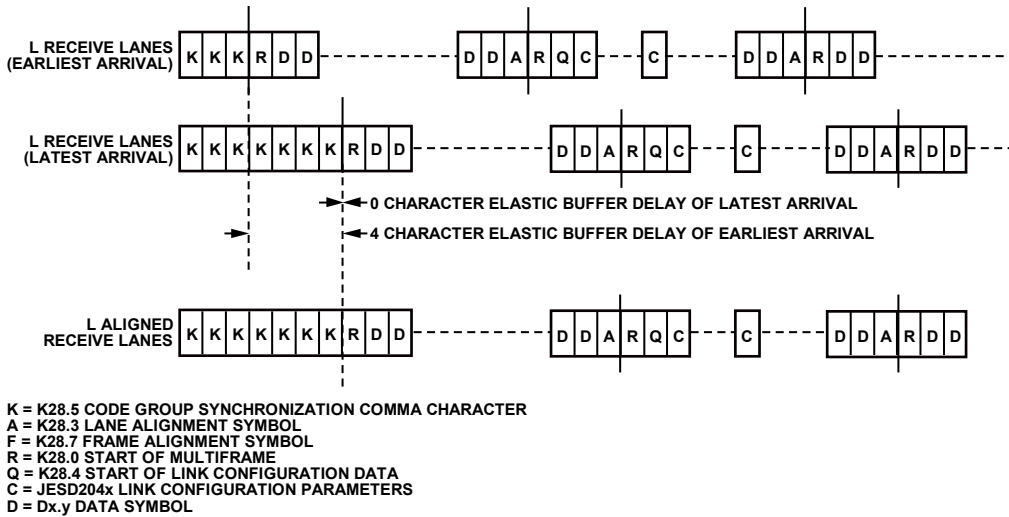 L RECEIVE LANES
(EARLIEST ARRIVAL)
K K K R D D
D D A R Q C
C
D D A R D D
L RECEIVE LANES
(LATEST ARRIVAL)
K K K K K K K R D D
D D A R Q C
C
D D A R D D
0 CHARACTER ELASTIC BUFFER DELAY OF LATEST ARRIVAL
4 CHARACTER ELASTIC BUFFER DELAY OF EARLIEST ARRIVAL
L ALIGNED
RECEIVE LANES
K K K K K K K R D D
D D A R Q C
C
D D A R D D
K = K28.5 CODE GROUP SYNCHRONIZATION COMMA CHARACTER
A = K28.3 LANE ALIGNMENT SYMBOL
F = K28.7 FRAME ALIGNMENT SYMBOL
R = K28.0 START OF MULTIFRAME
Q = K28.4 START OF LINK CONFIGURATION DATA
C = JESD204x LINK CONFIGURATION PARAMETERS
D = Dx.y DATA SYMBOL